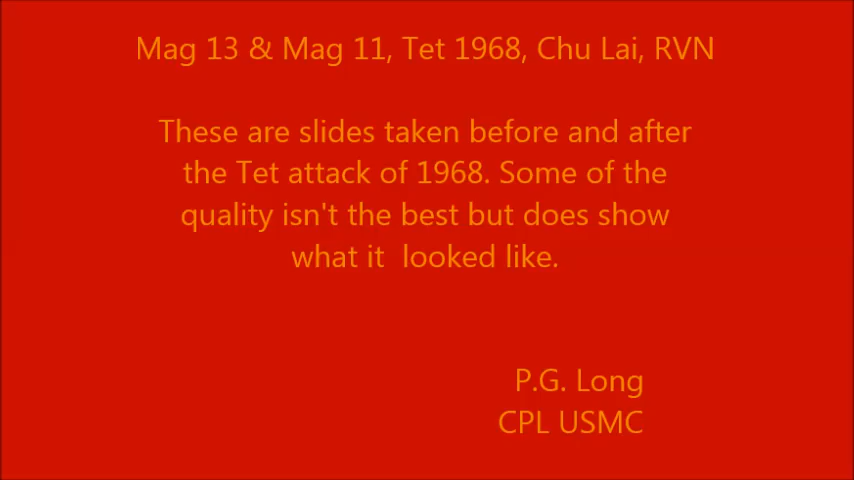 Mag 13 & Mag 11, Tet 1968, Chu Lai, RVN
These are slides taken before and after
the Tet attack of 1968. Some of the
quality isn't the best but does show
what it  looked like.
P.G. Long
CPL USMC